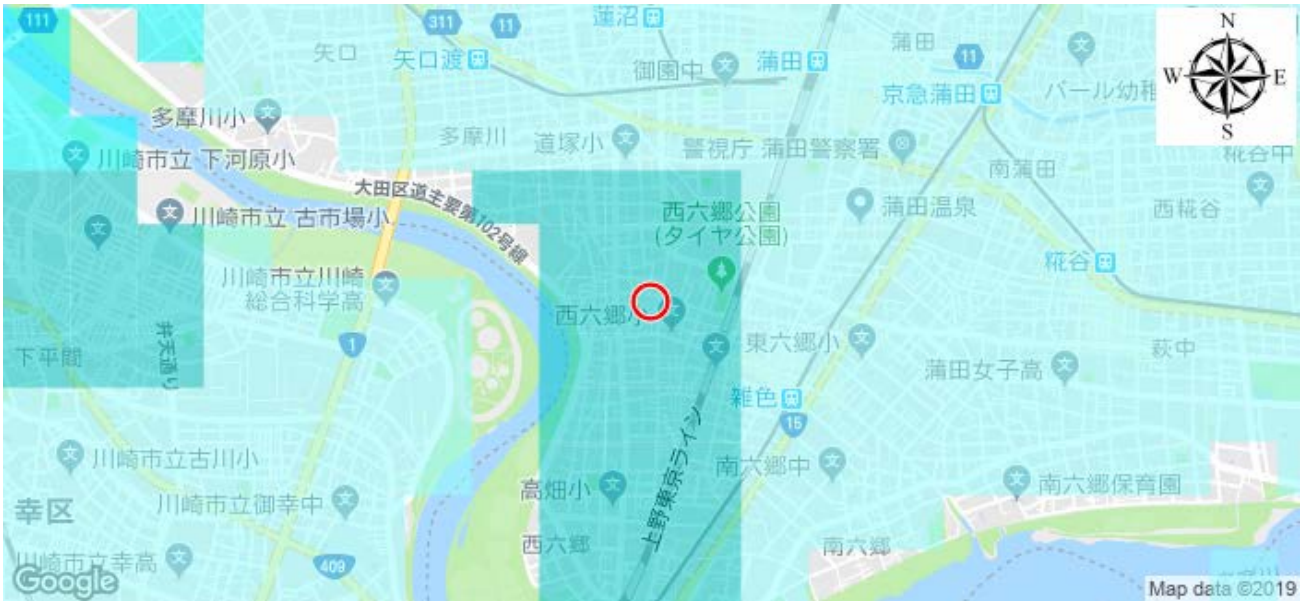 111
311
11
蓮沼
矢口
矢口渡
御園中
蒲田
蒲田
11
N
W
E
S
京急蒲田
多摩川小
多摩川
道塚小
警視庁 蒲田警察署
川崎市立 下河原小
南蒲田
糀谷中
大田区道主要第102号線
西六郷公園
(タイヤ公園)
蒲田温泉
西糀谷
川崎市立 古市場小
糀谷
川崎市立川崎
総合科学高
西六郷小
東六郷小
下平間
1
萩中
蒲田女子高
雑色
15
上野東京ライン
川崎市立古川小
南六郷中
幸区
川崎市立御幸中
高畑小
南六郷保育園
西六郷
南六郷
川崎市立幸高
409
Google
Map data ©2019